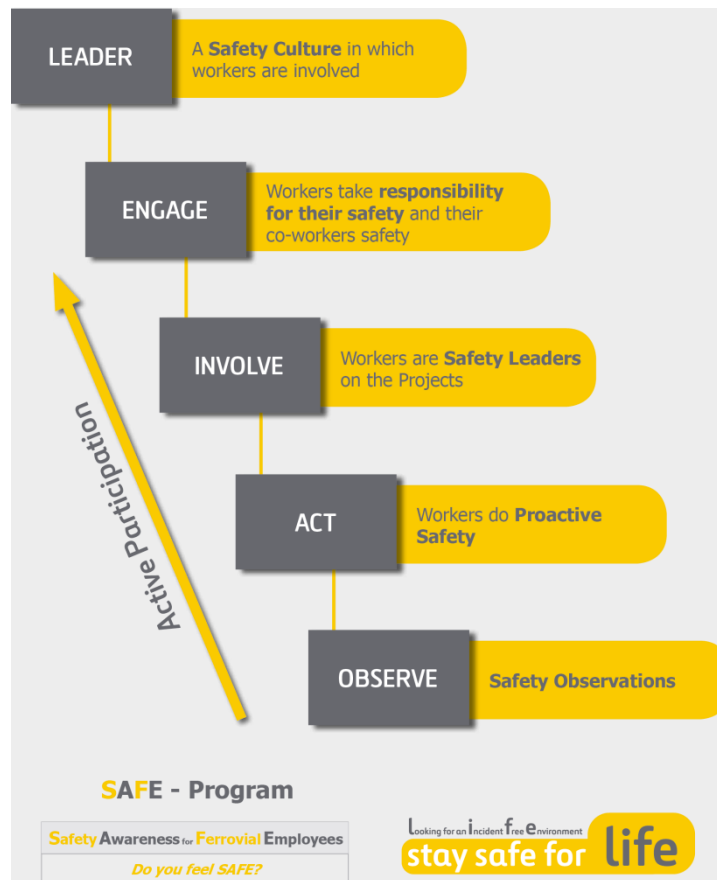 LEADER
A Safety Culture in which
workers are involved
ENGAGE
Workers take responsibility
for their safety and their
co-workers safety
INVOLVE
Workers are Safety Leaders
on the Projects
Active Participation
ACT
Workers do Proactive
Safety
OBSERVE
Safety Observations
SAFE - Program
Safety Awareness for Ferrovial Employees
Do you feel SAFE?
Looking for an incident free environment
stay safe for life